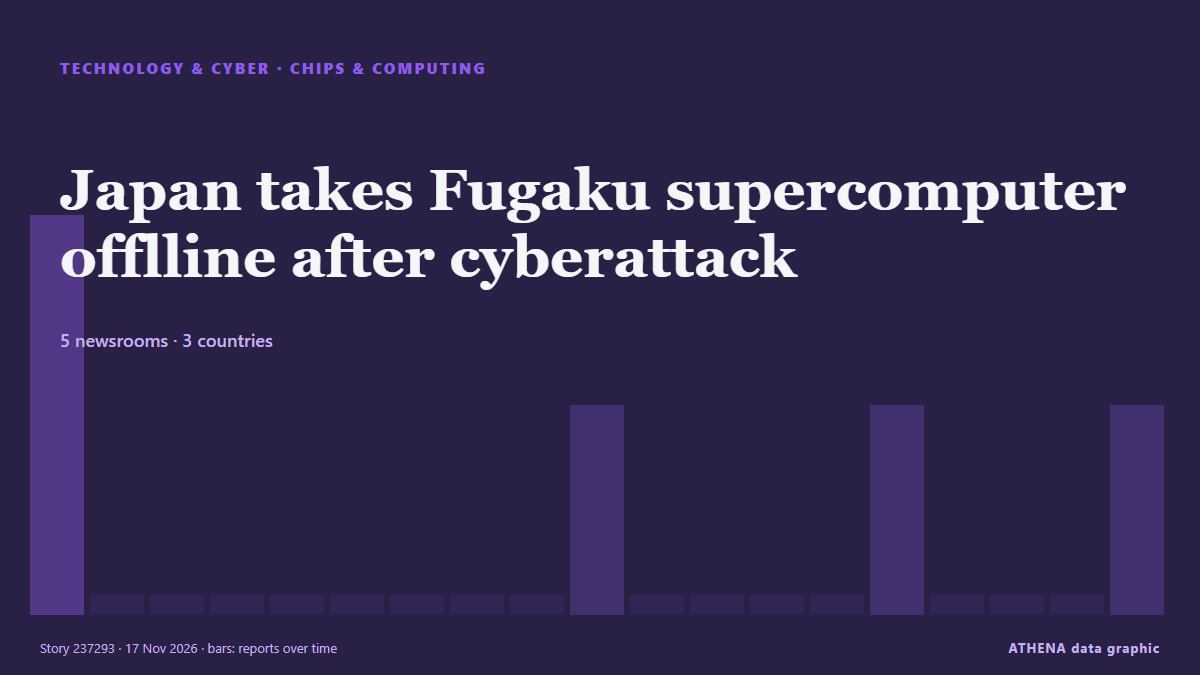 TECHNOLOGY & CYBER · CHIPS & COMPUTING
Japan takes Fugaku supercomputer
offlline after cyberattack
5 newsrooms · 3 countries
Story 237293 · 17 Nov 2026 · bars: reports over time
ATHENA data graphic